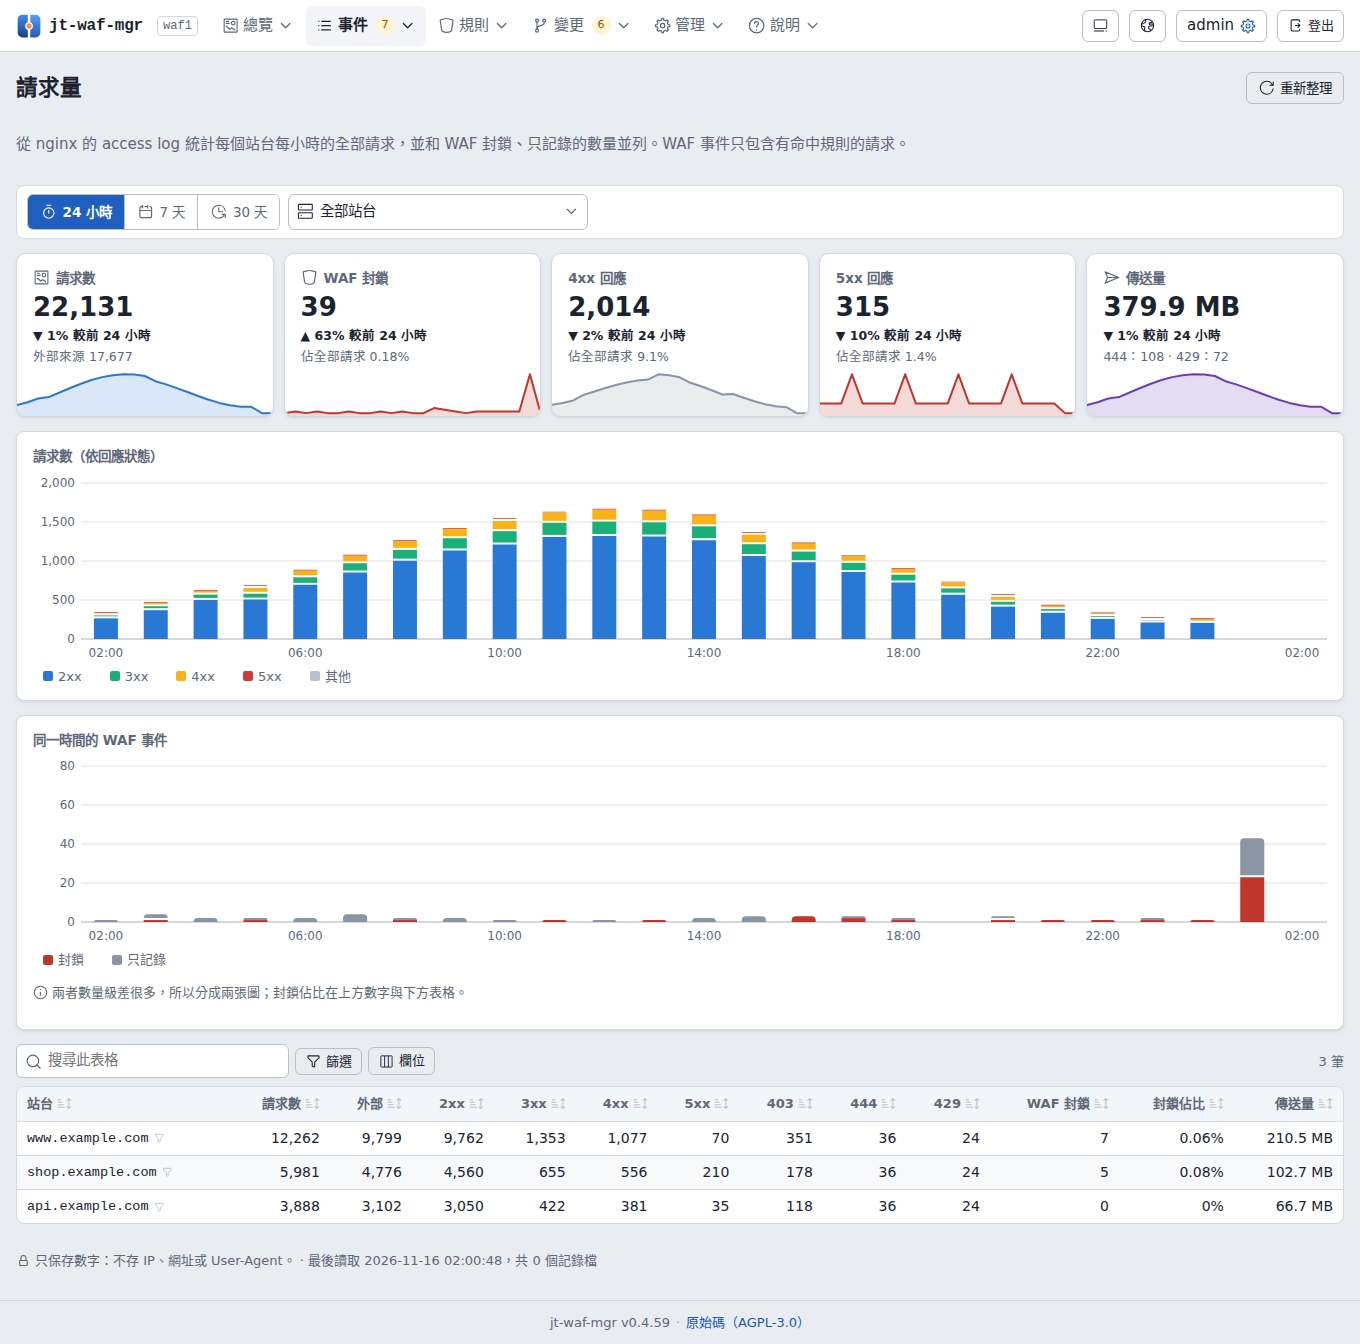 jt-waf-mgr waf1 總覽 事件 7 規則 變更 6 管理 說明 admin 登出
請求量 重新整理
從 nginx 的 access log 統計每個站台每小時的全部請求，並和 WAF 封鎖、只記錄的數量並列。WAF 事件只包含有命中規則的請求。
24 小時 7 天 30 天 全部站台
請求數
22,131
▼ 1% 較前 24 小時
外部來源 17,677
WAF 封鎖
39
▲ 63% 較前 24 小時
佔全部請求 0.18%
4xx 回應
2,014
▼ 2% 較前 24 小時
佔全部請求 9.1%
5xx 回應
315
▼ 10% 較前 24 小時
佔全部請求 1.4%
傳送量
379.9 MB
▼ 1% 較前 24 小時
444：108 · 429：72
請求數（依回應狀態）
2,000
1,500
1,000
500
0
02:00 06:00 10:00 14:00 18:00 22:00 02:00
2xx 3xx 4xx 5xx 其他
同一時間的 WAF 事件
80
60
40
20
0
02:00 06:00 10:00 14:00 18:00 22:00 02:00
封鎖 只記錄
兩者數量級差很多，所以分成兩張圖；封鎖佔比在上方數字與下方表格。
搜尋此表格 篩選 欄位 3 筆
站台 請求數 外部 2xx 3xx 4xx 5xx 403 444 429 WAF 封鎖 封鎖佔比 傳送量
www.example.com 12,262 9,799 9,762 1,353 1,077 70 351 36 24 7 0.06% 210.5 MB
shop.example.com 5,981 4,776 4,560 655 556 210 178 36 24 5 0.08% 102.7 MB
api.example.com 3,888 3,102 3,050 422 381 35 118 36 24 0 0% 66.7 MB
只保存數字：不存 IP、網址或 User-Agent。 · 最後讀取 2026-11-16 02:00:48，共 0 個記錄檔
jt-waf-mgr v0.4.59 · 原始碼（AGPL-3.0）